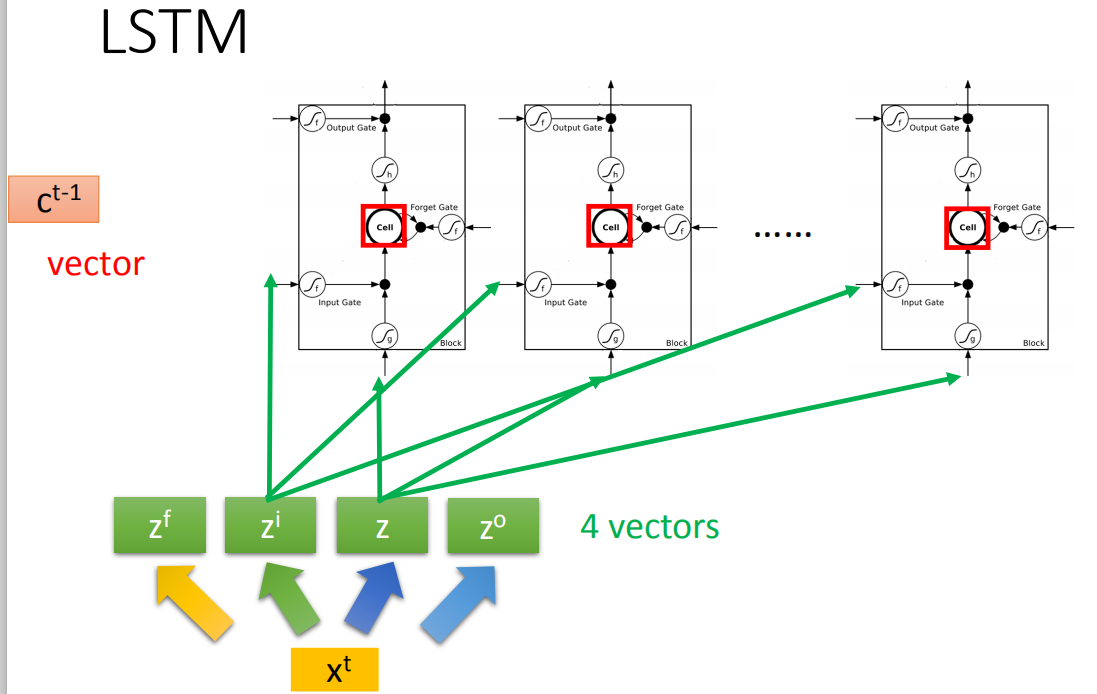 LSTM
f
Output Gate
h
Forget Gate
Cell
f
f
Input Gate
g
Block
f
Output Gate
h
Forget Gate
Cell
f
f
Input Gate
g
Block
......
f
Output Gate
h
Forget Gate
Cell
f
f
Input Gate
g
Block
c^t-1
vector
z^f
z^i
z
z^o
4 vectors
x^t